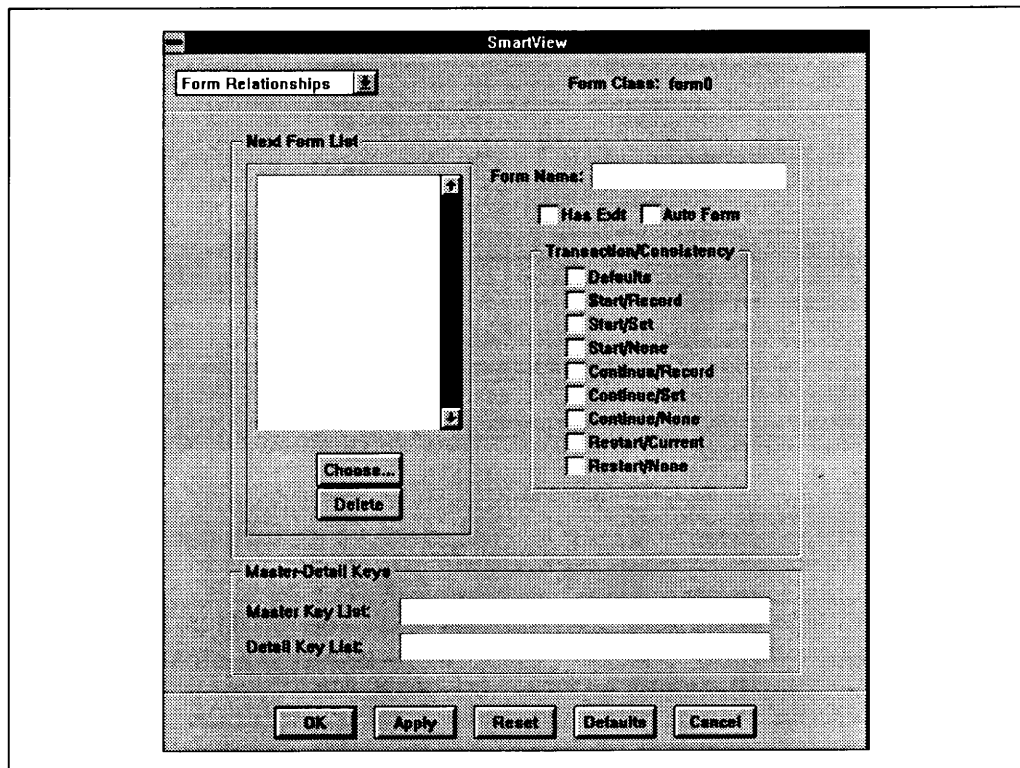 SmartView
Form Relationships
Form Class: form0
Next Form List
Form Name:
Has Exit
Auto Form
Transaction/Consistency
Defaults
Start/Record
Start/Set
Start/None
Continue/Record
Continue/Set
Continue/None
Restart/Current
Restart/None
Choose...
Delete
Master-Detail Keys
Master Key List:
Detail Key List:
OK
Apply
Reset
Defaults
Cancel